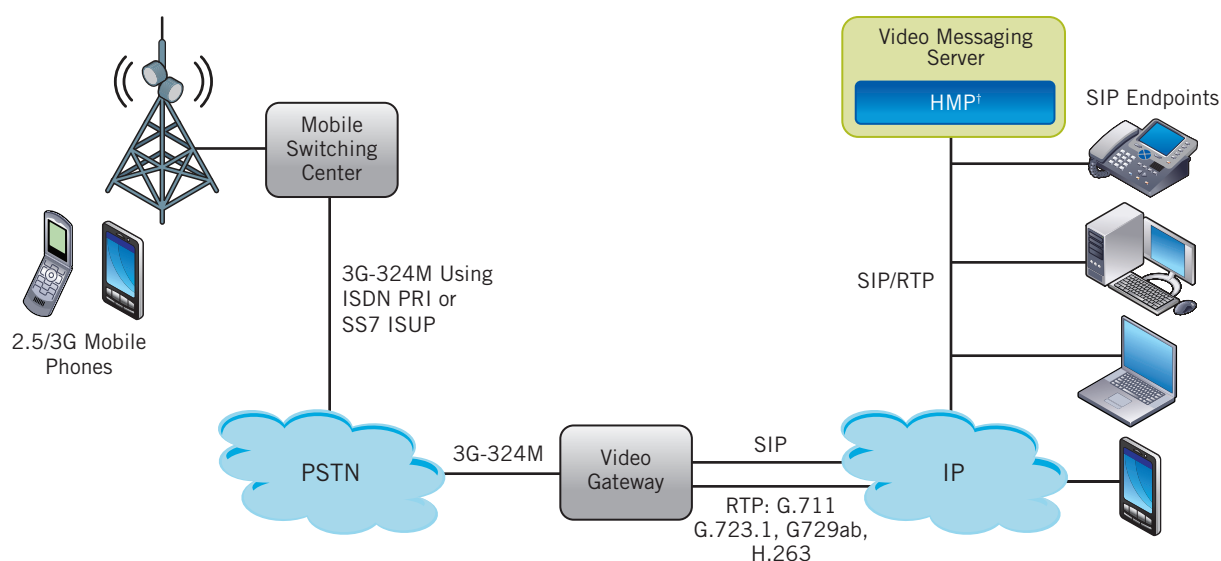 Video Messaging
Server
HMP†
SIP Endpoints
Mobile
Switching
Center
3G-324M Using
ISDN PRI or
SS7 ISUP
SIP/RTP
2.5/3G Mobile
Phones
PSTN
3G-324M
Video
Gateway
SIP
RTP: G.711
G.723.1, G729ab,
H.263
IP